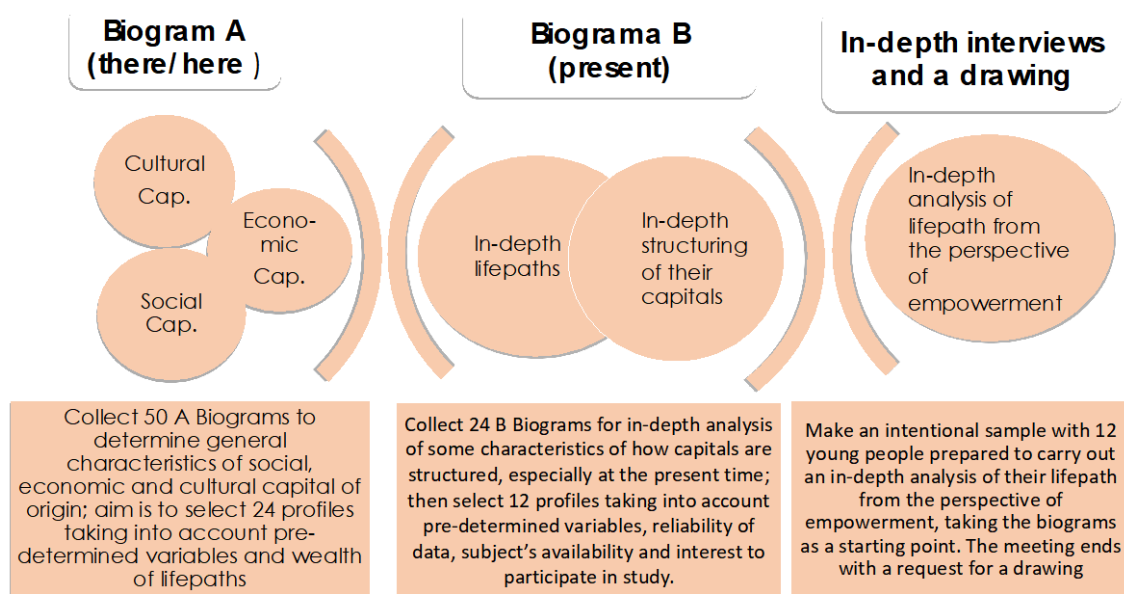 Biogram A
(there/ here )
Biograma B
(present)
In-depth interviews
and a drawing
Cultural
Cap.
Econo-
mic
Cap.
Social
Cap.
In-depth
lifepaths
In-depth
structuring
of their
capitals
In-depth
analysis of
lifepath from
the perspective
of
empowerment
Collect 50 A Biograms to
determine general
characteristics of social,
economic and cultural capital of
origin; aim is to select 24 profiles
taking into account pre-
determined variables and wealth
of lifepaths
Collect 24 B Biograms for in-depth analysis
of some characteristics of how capitals are
structured, especially at the present time;
then select 12 profiles taking into account
pre-determined variables, reliability of
data, subject’s availability and interest to
participate in study.
Make an intentional sample with 12
young people prepared to carry out
an in-depth analysis of their lifepath
from the perspective of
empowerment, taking the biograms
as a starting point. The meeting ends
with a request for a drawing